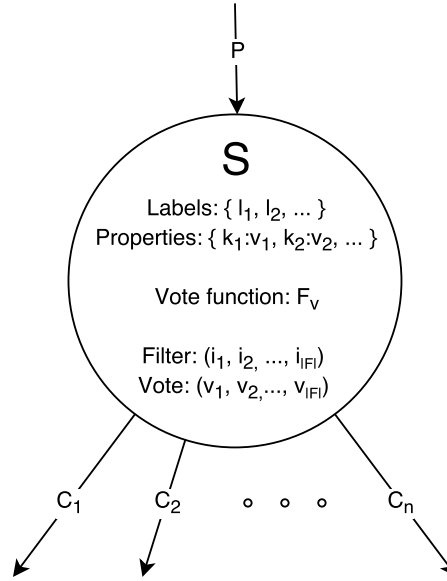 P
S
Labels: { l₁, l₂, ... }
Properties: { k₁:v₁, k₂:v₂, ... }
Vote function: Fᵥ
Filter: (i₁, i₂, ..., i|F|)
Vote: (v₁, v₂,..., v|F|)
C₁ C₂ Cₙ